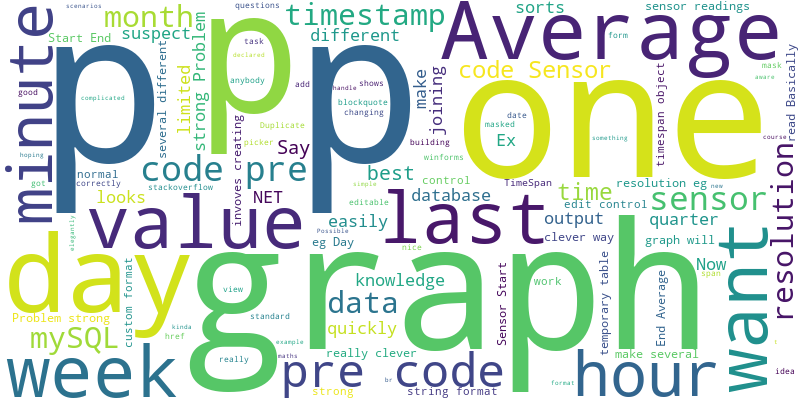 month
timestamp
sorts
sensor readings
questions
scenarios
Start End
suspect
different
Average
form
task
declared
code Sensor
mask
aware
minute
p p
p
one
strong Problem
limited
anybody
add
handle
shows
make
joining
timespan object
read Basically
good
complicated
several different
blockquote
changing
date
masked
Ex
something
course
Duplicate
picker
building
hoping
normal
Say
winforms
idea
code pre
best
control
TimeSpan
resolution eg
new
got
correctly
stackoverflow
invoves creating
NET
database
simple
editable
time
edit control
sensor
resolution
looks
value
last
output
quarter
easily
Possible
eg Day
nice
clever way
graph will
elegantly
day
graph
want
Now
span
custom format
view
knowledge
work
temporary table
data
standard
Sensor Start
End Average
Problem strong
mySQL
kinda
href
quickly
example
really clever
make several
week
really
pre code
maths
hour
strong
br
string format
format